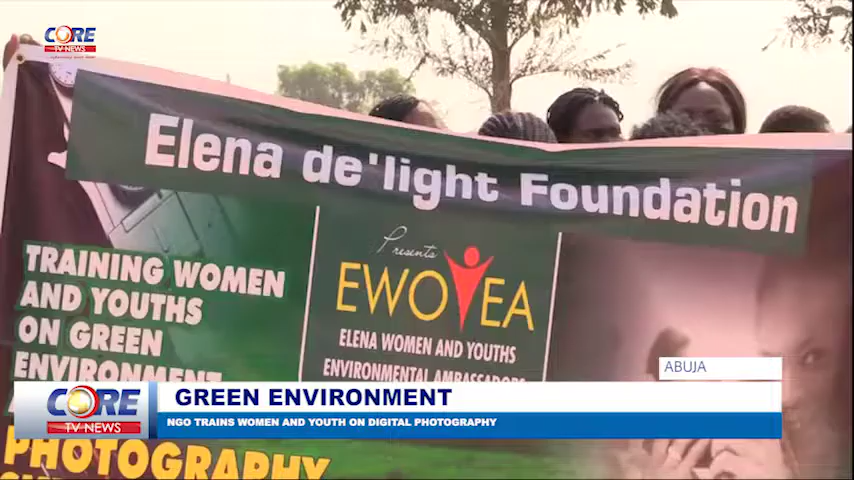 CORE
TV NEWS
Elena de'light Foundation
Presents
EWOYEA
TRAINING WOMEN
AND YOUTHS
ON GREEN
ENVIRONMENT
ELENA WOMEN AND YOUTHS
ENVIRONMENTAL AMBASSADORS
ABUJA
CORE
TV NEWS
GREEN ENVIRONMENT
NGO TRAINS WOMEN AND YOUTH ON DIGITAL PHOTOGRAPHY
PHOTOGRAPHY